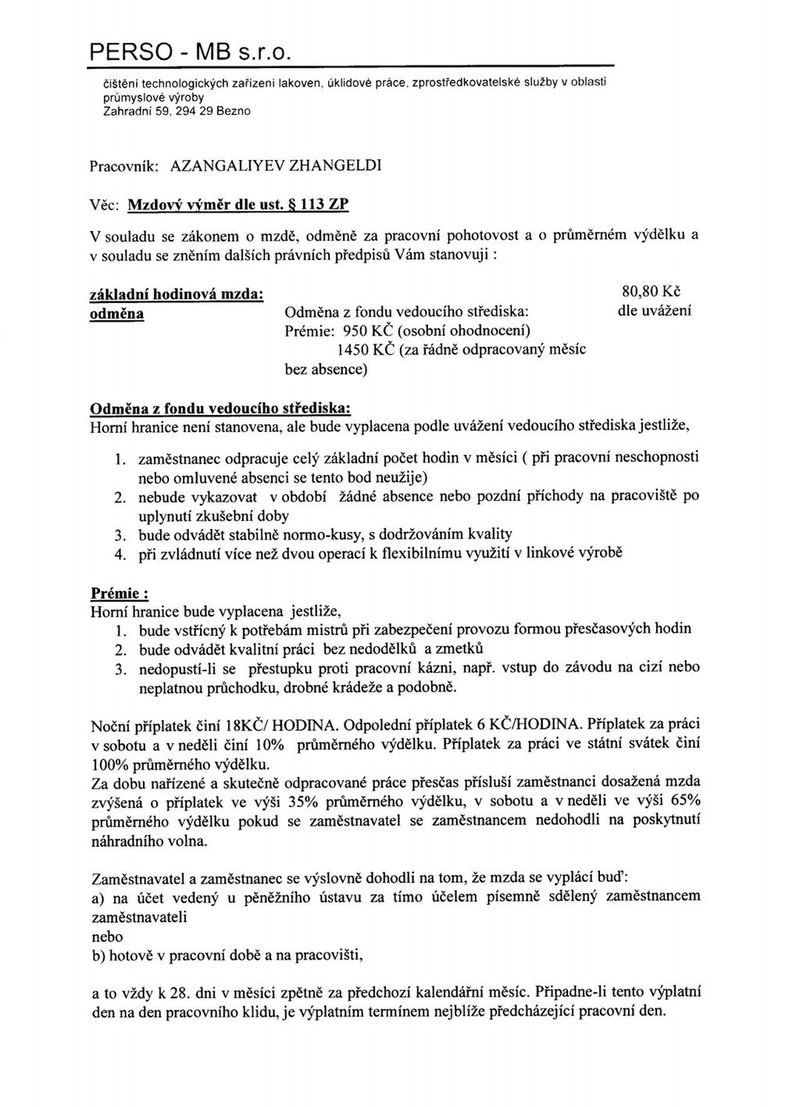 PERSO - MB s.r.o.
čištění technologických zařízení lakoven, úklidové práce, zprostředkovatelské služby v oblasti
průmyslové výroby
Zahradní 59, 294 29 Bezno
Pracovník: AZANGALIYEV ZHANGELDI
Věc: Mzdový výměr dle ust. § 113 ZP
V souladu se zákonem o mzdě, odměně za pracovní pohotovost a o průměrném výdělku a
v souladu se zněním dalších právních předpisů Vám stanovuji :
základní hodinová mzda: 80,80 Kč
odměna Odměna z fondu vedoucího střediska: dle uvážení
Prémie: 950 KČ (osobní ohodnocení)
1450 KČ (za řádně odpracovaný měsíc
bez absence)
Odměna z fondu vedoucího střediska:
Horní hranice není stanovena, ale bude vyplacena podle uvážení vedoucího střediska jestliže,
1. zaměstnanec odpracuje celý základní počet hodin v měsíci ( při pracovní neschopnosti
nebo omluvené absenci se tento bod neužije)
2. nebude vykazovat v období žádné absence nebo pozdní příchody na pracoviště po
uplynutí zkušební doby
3. bude odvádět stabilně normo-kusy, s dodržováním kvality
4. při zvládnutí více než dvou operací k flexibilnímu využití v linkové výrobě
Prémie :
Horní hranice bude vyplacena jestliže,
1. bude vstřícný k potřebám mistrů při zabezpečení provozu formou přesčasových hodin
2. bude odvádět kvalitní práci bez nedodělků a zmetků
3. nedopustí-li se přestupku proti pracovní kázni, např. vstup do závodu na cizí nebo
neplatnou průchodku, drobné krádeže a podobně.
Noční příplatek činí 18KČ/ HODINA. Odpolední příplatek 6 KČ/HODINA. Příplatek za práci
v sobotu a v neděli činí 10% průměrného výdělku. Příplatek za práci ve státní svátek činí
100% průměrného výdělku.
Za dobu nařízené a skutečně odpracované práce přesčas přísluší zaměstnanci dosažená mzda
zvýšená o příplatek ve výši 35% průměrného výdělku, v sobotu a v neděli ve výši 65%
průměrného výdělku pokud se zaměstnavatel se zaměstnancem nedohodli na poskytnutí
náhradního volna.
Zaměstnavatel a zaměstnanec se výslovně dohodli na tom, že mzda se vyplácí buď:
a) na účet vedený u pěněžního ústavu za tímo účelem písemně sdělený zaměstnancem
zaměstnavateli
nebo
b) hotově v pracovní době a na pracovišti,
a to vždy k 28. dni v měsíci zpětně za předchozí kalendářní měsíc. Připadne-li tento výplatní
den na den pracovního klidu, je výplatním termínem nejblíže předcházející pracovní den.